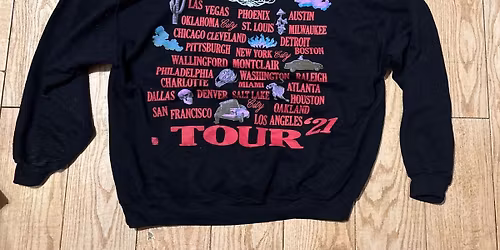 LAS VEGAS PHOENIX AUSTIN
OKLAHOMA City ST. LOUIS MILWAUKEE
CHICAGO CLEVELAND DETROIT
PITTSBURGH NEW YORK City BOSTON
WALLINGFORD MONTCLAIR
PHILADELPHIA WASHINGTON RALEIGH
CHARLOTTE MIAMI ATLANTA
DALLAS DENVER SALT LAKE City HOUSTON
SAN FRANCISCO OAKLAND
LOS ANGELES
TOUR '21